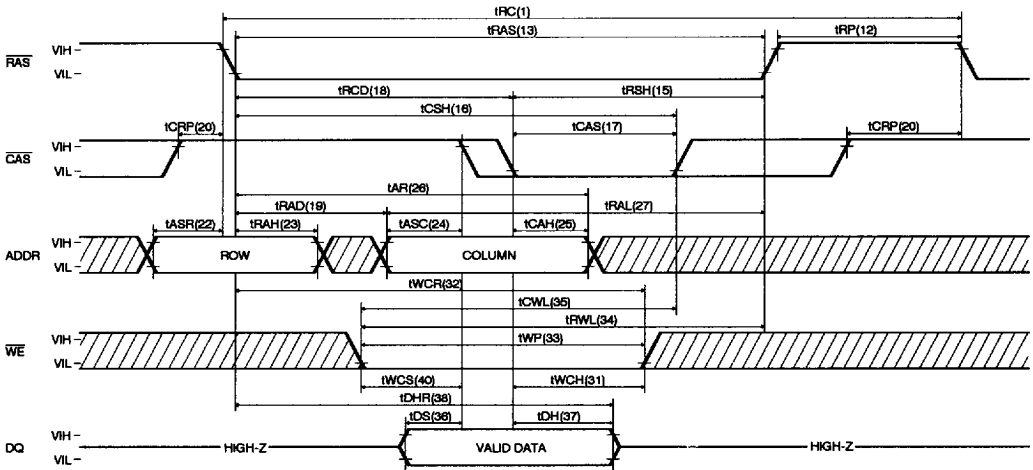 tRC(1)
tRAS(13) tRP(12)
RAS VIH VIL
tRCD(18) tRSH(15)
tCSH(16)
tCRP(20) tCAS(17) tCRP(20)
CAS VIH VIL
tAR(26)
tRAD(19) tRAL(27)
tASR(22) tRAH(23) tASC(24) tCAH(25)
ADDR VIH VIL ROW COLUMN
tWCR(32)
tCWL(35)
tRWL(34)
tWP(33)
WE VIH VIL
tWCS(40) tWCH(31)
tDHR(38)
tDS(36) tDH(37)
DQ VIH VIL HIGH-Z VALID DATA HIGH-Z